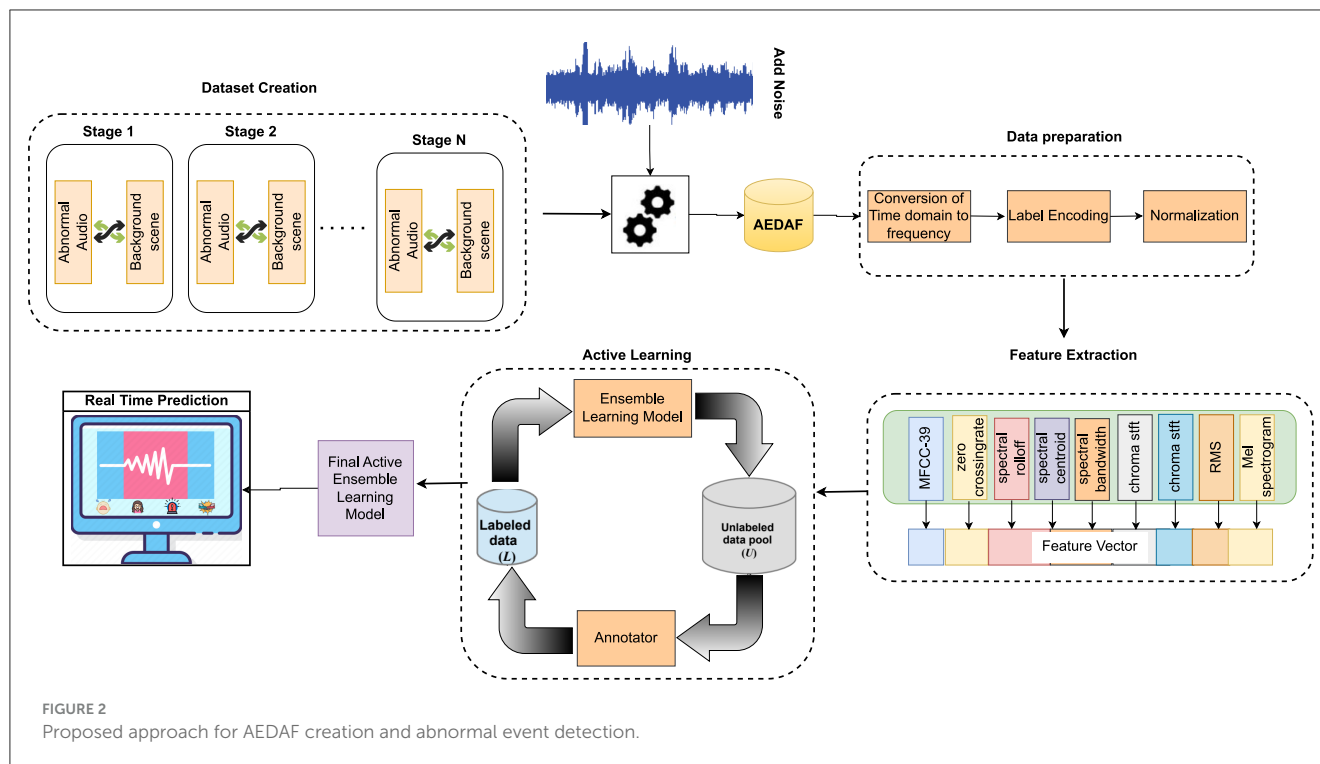 Dataset Creation
Stage 1
Abnormal
Audio
Background
scene
Stage 2
Abnormal
Audio
Background
scene
Stage N
Abnormal
Audio
Background
scene
Add Noise
AEDAF
Data preparation
Conversion of
Time domain to
frequency
Label Encoding
Normalization
Feature Extraction
MFCC-39
zero
crossingrate
spectral
rolloff
spectral
centroid
spectral
bandwidth
chroma stft
chroma stft
RMS
Mel
spectrogram
Feature Vector
Active Learning
Ensemble
Learning Model
Unlabeled
data pool
(U)
Annotator
Labeled
data
(L)
Final Active
Ensemble
Learning
Model
Real Time Prediction
FIGURE 2
Proposed approach for AEDAF creation and abnormal event detection.